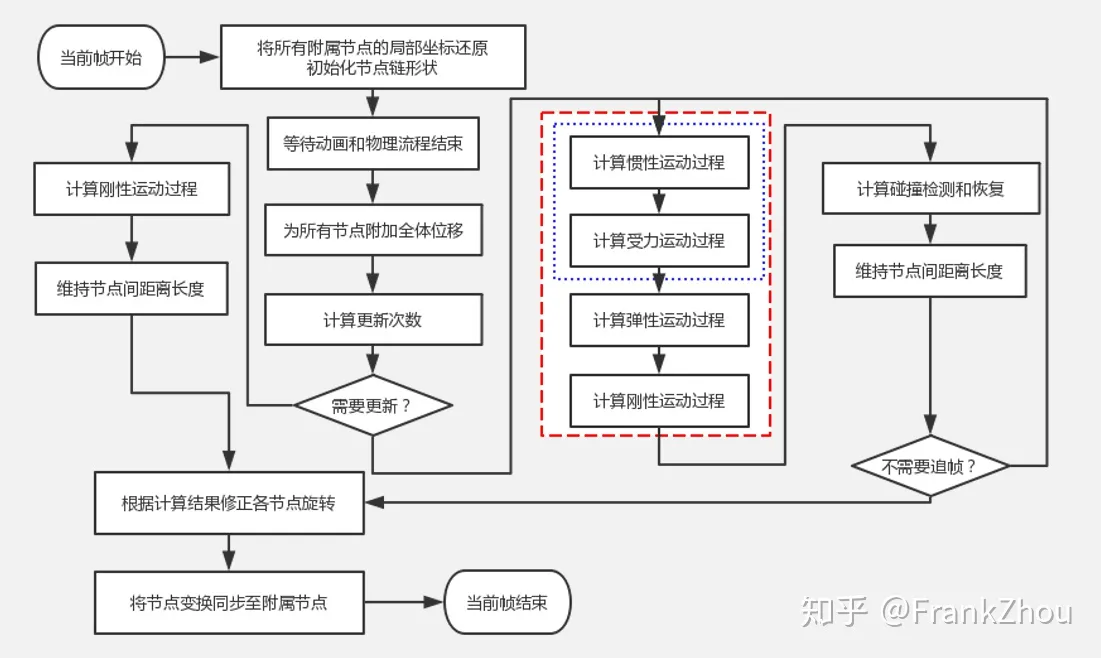 当前帧开始
将所有附属节点的局部坐标还原
初始化节点链形状
等待动画和物理流程结束
为所有节点附加全体位移
计算更新次数
需要更新？
计算刚性运动过程
维持节点间距离长度
计算惯性运动过程
计算受力运动过程
计算弹性运动过程
计算刚性运动过程
计算碰撞检测和恢复
维持节点间距离长度
不需要追帧？
根据计算结果修正各节点旋转
将节点变换同步至附属节点
当前帧结束
知乎 @FrankZhou